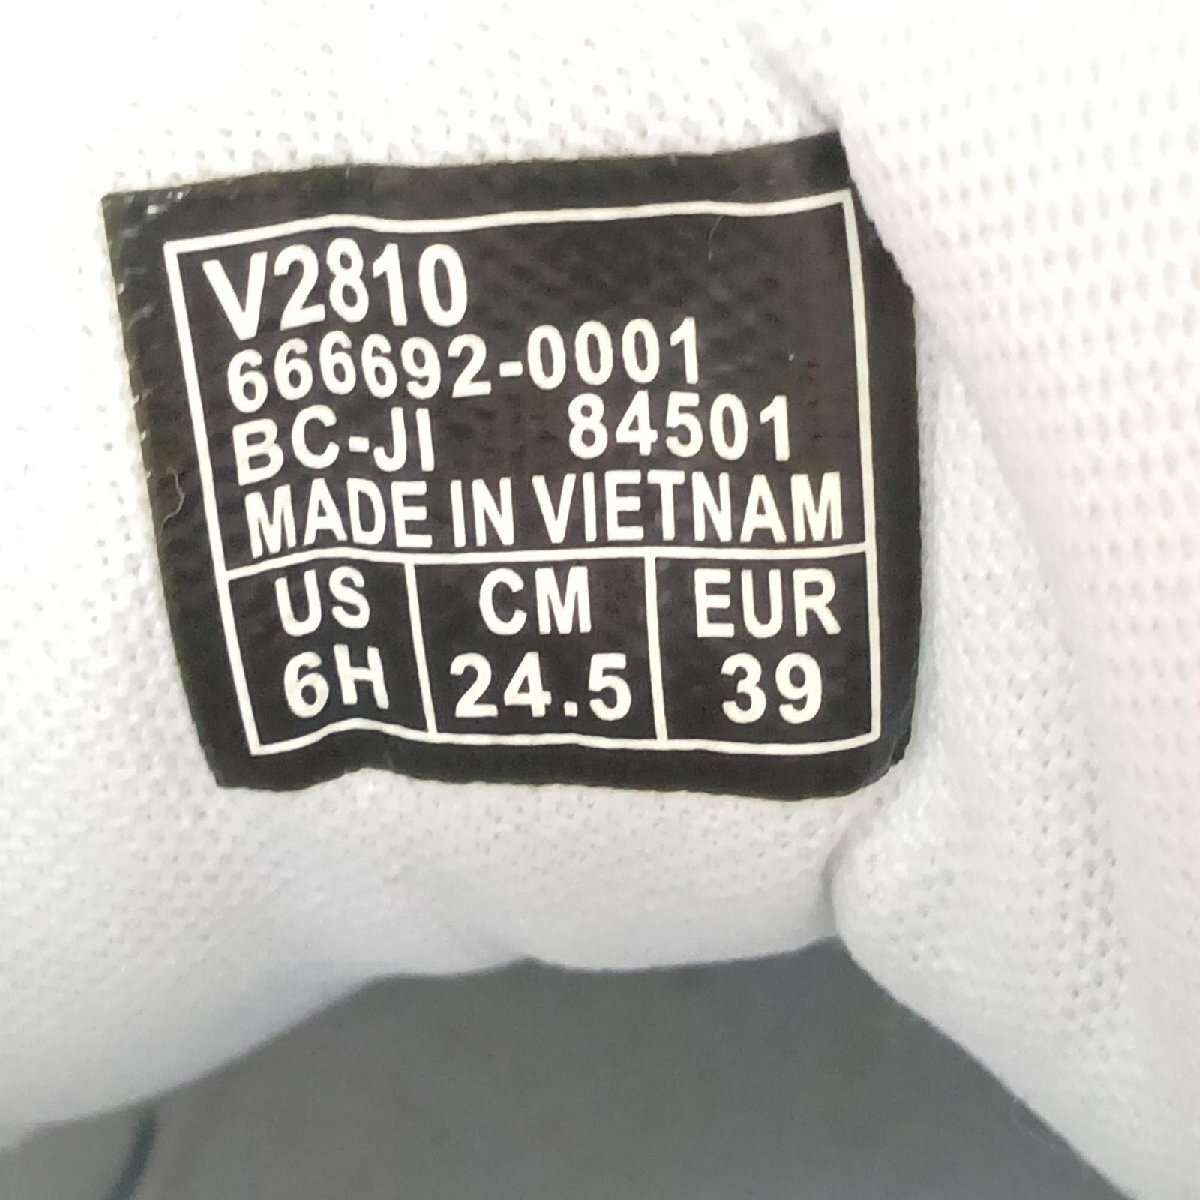 V2810
666692-0001
BC-JI 84501
MADE IN VIETNAM
US CM EUR
6H 24.5 39